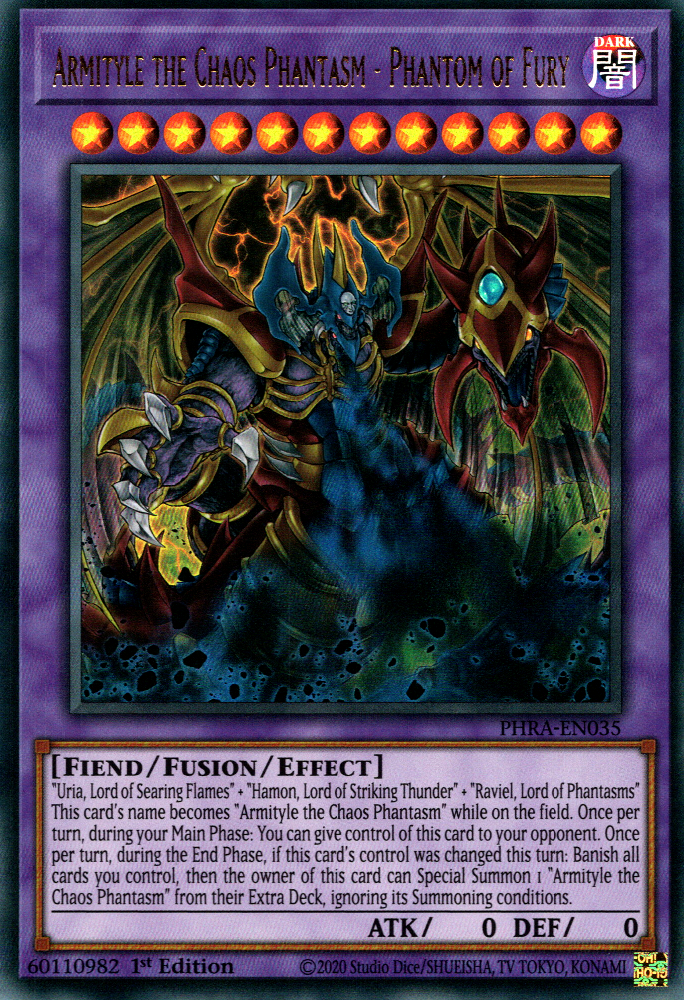 Armityle the Chaos Phantasm - Phantom of Fury
DARK
闇
PHRA-EN035
[Fiend/Fusion/Effect]
"Uria, Lord of Searing Flames" + "Hamon, Lord of Striking Thunder" + "Raviel, Lord of Phantasms"
This card's name becomes "Armityle the Chaos Phantasm" while on the field. Once per
turn, during your Main Phase: You can give control of this card to your opponent. Once
per turn, during the End Phase, if this card's control was changed this turn: Banish all
cards you control, then the owner of this card can Special Summon 1 "Armityle the
Chaos Phantasm" from their Extra Deck, ignoring its Summoning conditions.
ATK/ 0 DEF/ 0
60110982 1st Edition ©2020 Studio Dice/SHUEISHA, TV TOKYO, KONAMI